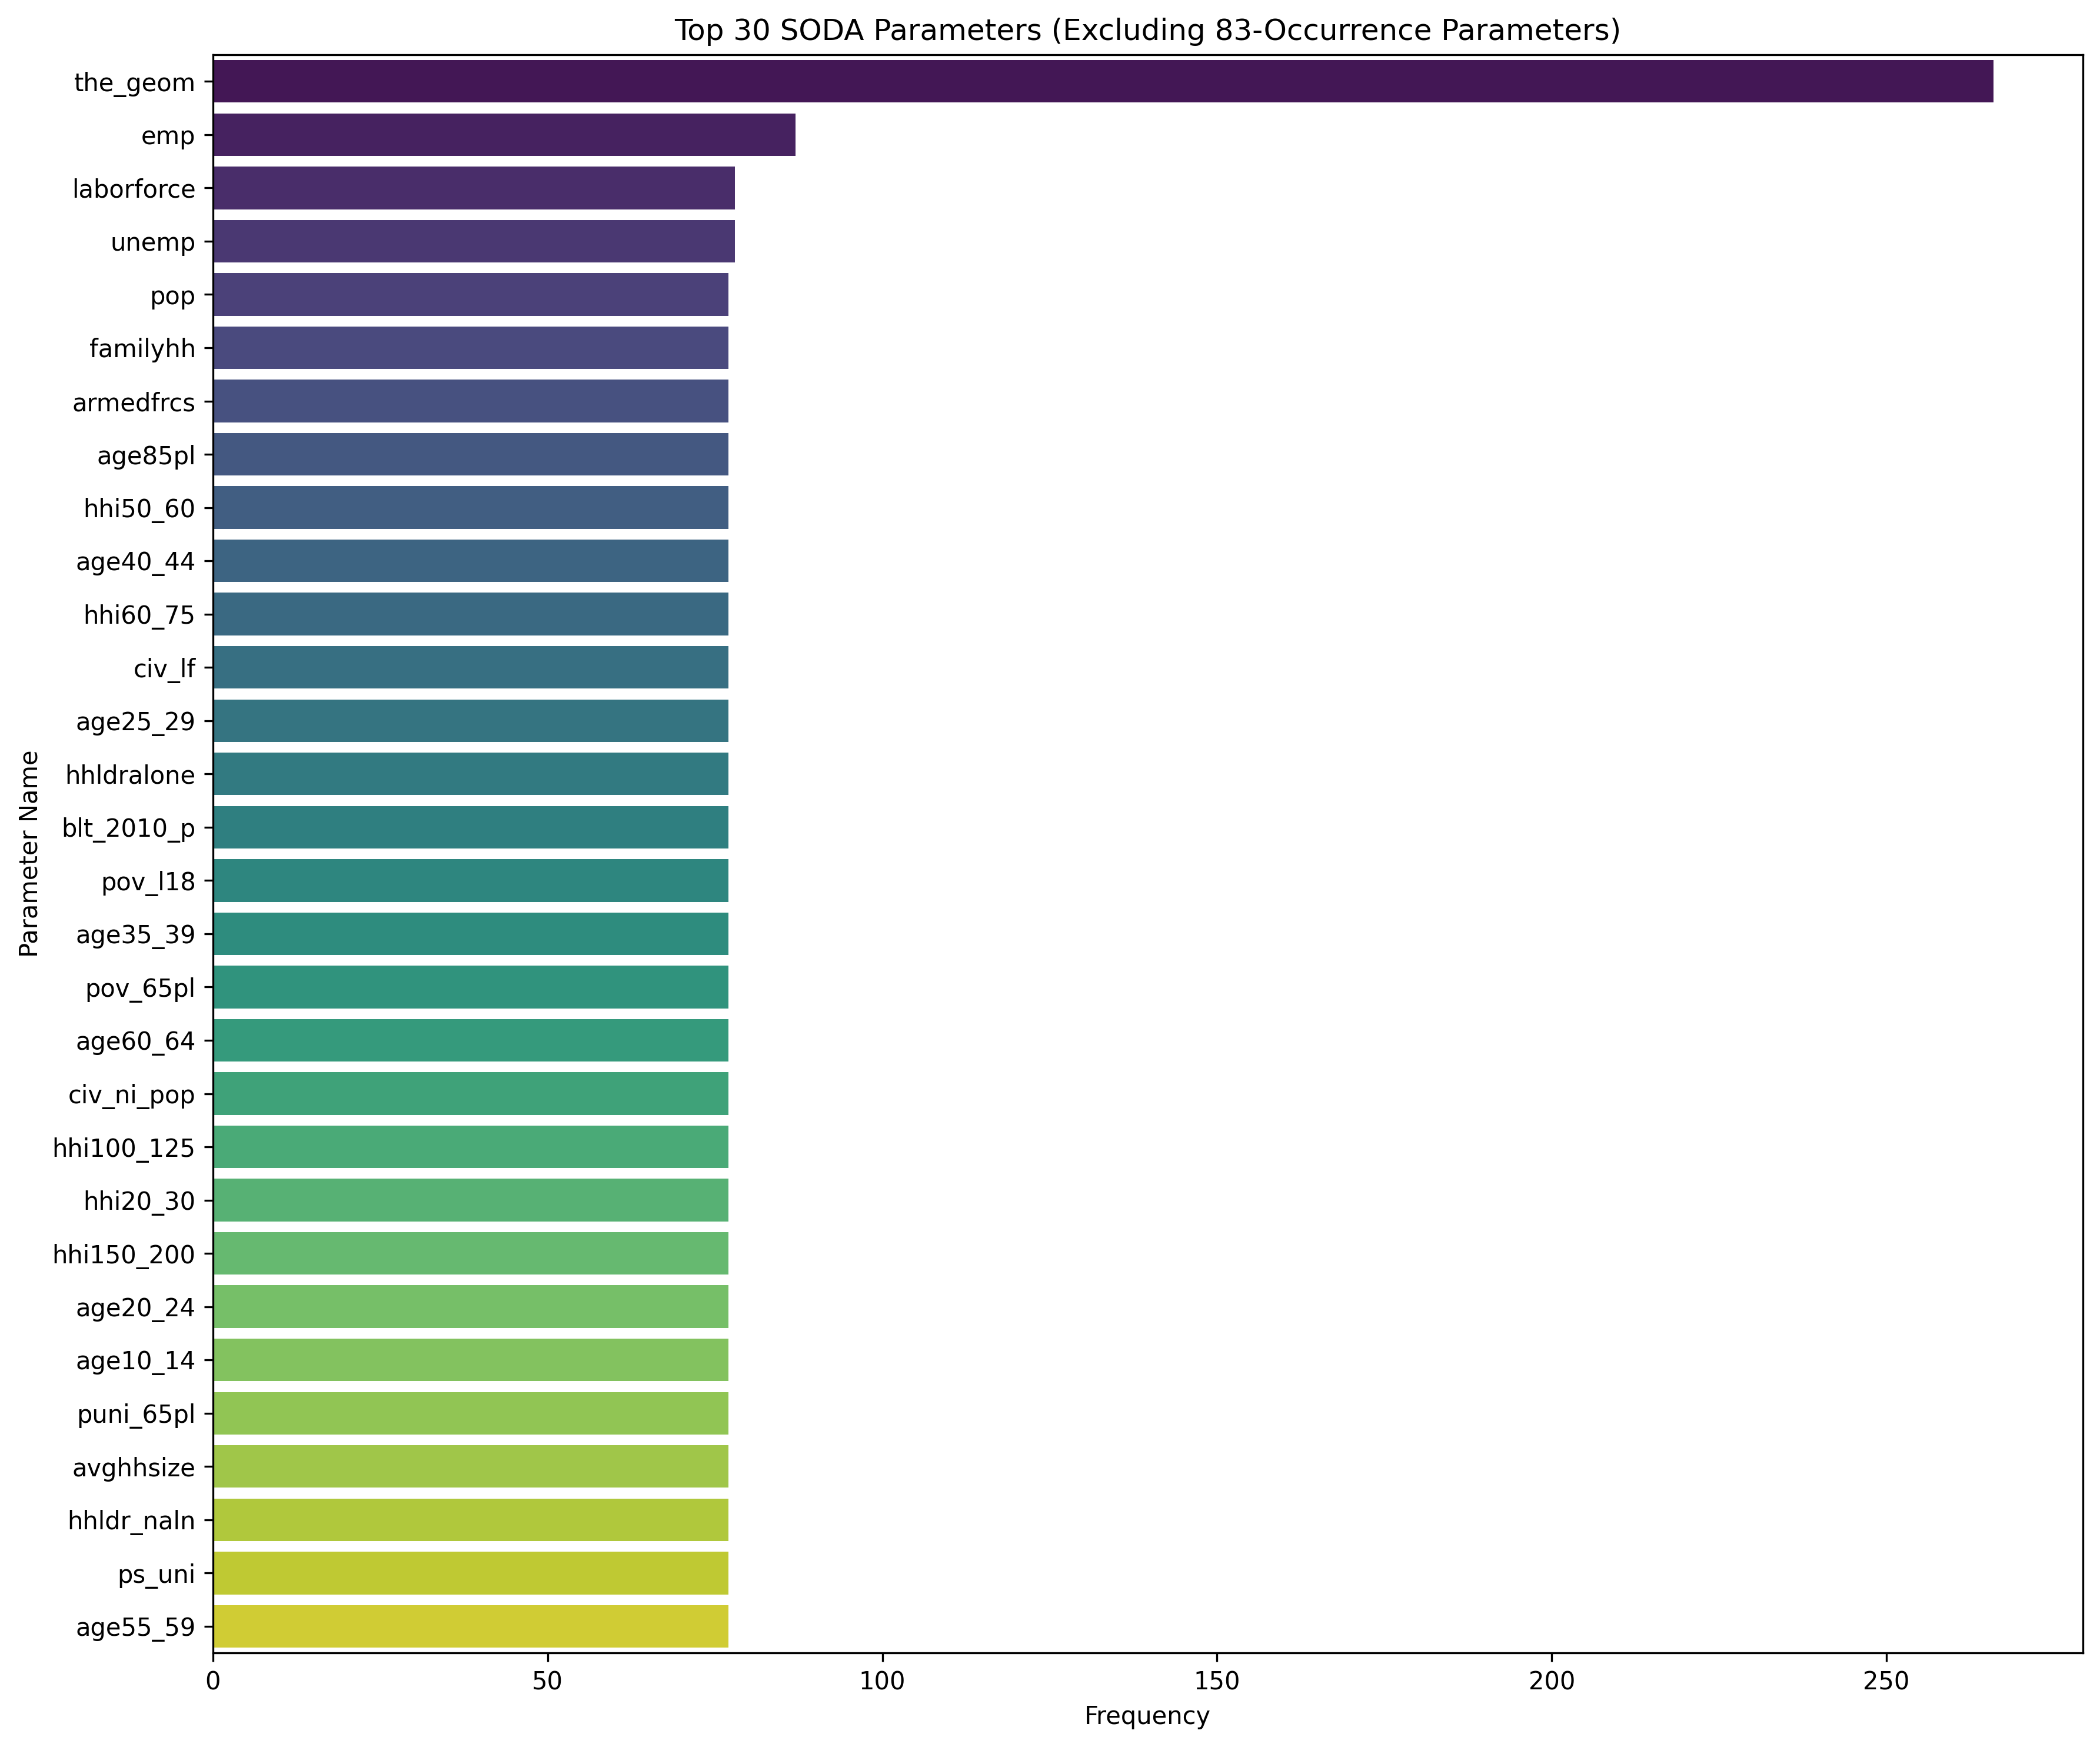 Top 30 SODA Parameters (Excluding 83-Occurrence Parameters)
the_geom
emp
laborforce
unemp
pop
familyhh
armedfrcs
age85pl
hhi50_60
age40_44
hhi60_75
civ_lf
age25_29
hhldralone
blt_2010_p
pov_l18
age35_39
pov_65pl
age60_64
civ_ni_pop
hhi100_125
hhi20_30
hhi150_200
age20_24
age10_14
puni_65pl
avghhsize
hhldr_naln
ps_uni
age55_59
Parameter Name
0 50 100 150 200 250
Frequency